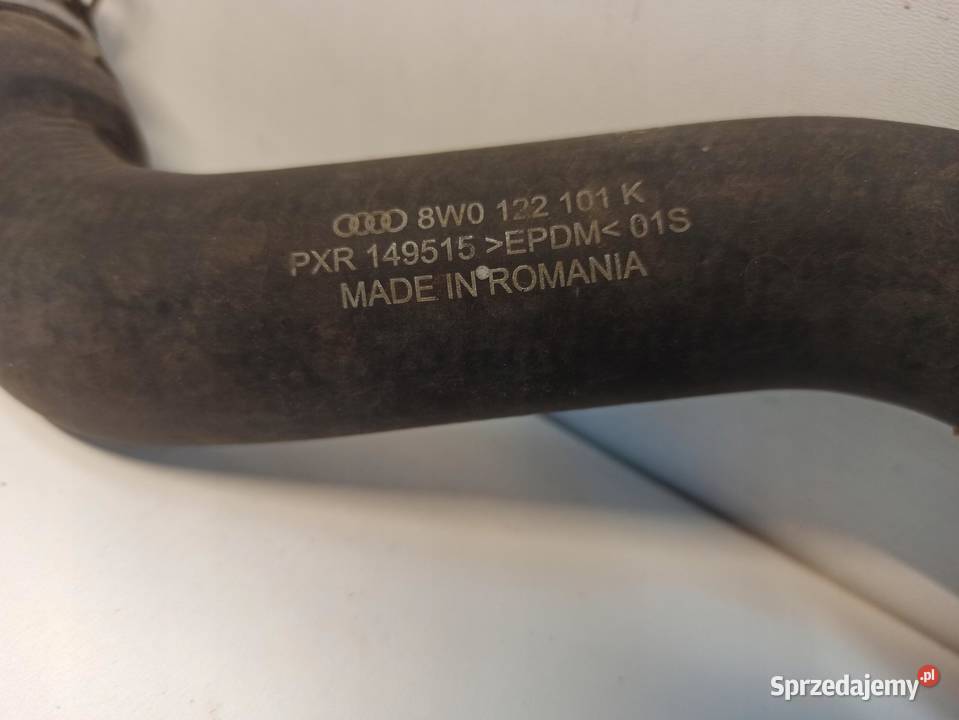 8W0 122 101 K
PXR 149515 >EPDM< 01S
MADE IN ROMANIA
Sprzedajemy.pl